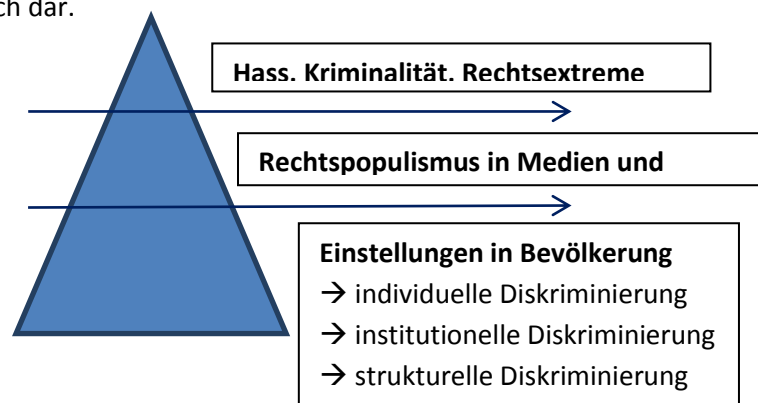 ch dar.
Hass. Kriminalität. Rechtsextreme
Rechtspopulismus in Medien und
Einstellungen in Bevölkerung
→ individuelle Diskriminierung
→ institutionelle Diskriminierung
→ strukturelle Diskriminierung